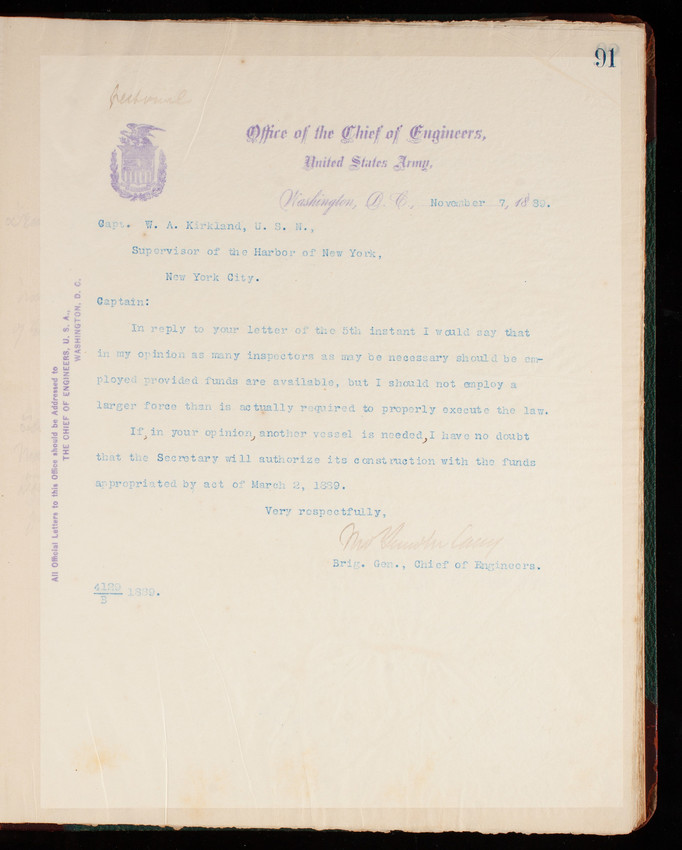 91
Personal
Office of the Chief of Engineers,
United States Army,
Washington, D. C., November 7, 1889.
Capt. W. A. Kirkland, U. S. N.,
Supervisor of the Harbor of New York,
New York City.
Captain:
In reply to your letter of the 5th instant I would say that
in my opinion as many inspectors as may be necessary should be em-
ployed provided funds are available, but I should not employ a
larger force than is actually required to properly execute the law.
If, in your opinion, another vessel is needed, I have no doubt
that the Secretary will authorize its construction with the funds
appropriated by act of March 2, 1889.
Very respectfully,
Thos Lincoln Casey
Brig. Gen., Chief of Engineers.
4129
B 1889.
All Official Letters to this Office should be Addressed to
THE CHIEF OF ENGINEERS, U. S. A.,
WASHINGTON, D. C.